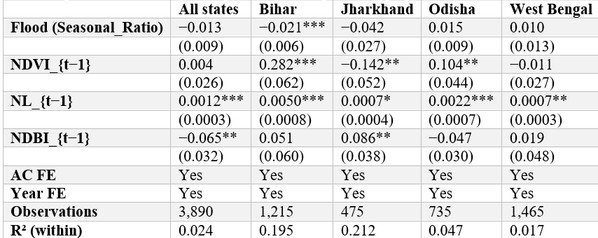 All states Bihar Jharkhand Odisha West Bengal
Flood (Seasonal_Ratio) −0.013 −0.021*** −0.042 0.015 0.010
(0.009) (0.006) (0.027) (0.009) (0.013)
NDVI_{t−1} 0.004 0.282*** −0.142** 0.104** −0.011
(0.026) (0.062) (0.052) (0.044) (0.027)
NL_{t−1} 0.0012*** 0.0050*** 0.0007* 0.0022*** 0.0007**
(0.0003) (0.0008) (0.0004) (0.0007) (0.0003)
NDBI_{t−1} −0.065** 0.051 0.086** −0.047 0.019
(0.032) (0.060) (0.038) (0.030) (0.048)
AC FE Yes Yes Yes Yes Yes
Year FE Yes Yes Yes Yes Yes
Observations 3,890 1,215 475 735 1,465
R² (within) 0.024 0.195 0.212 0.047 0.017